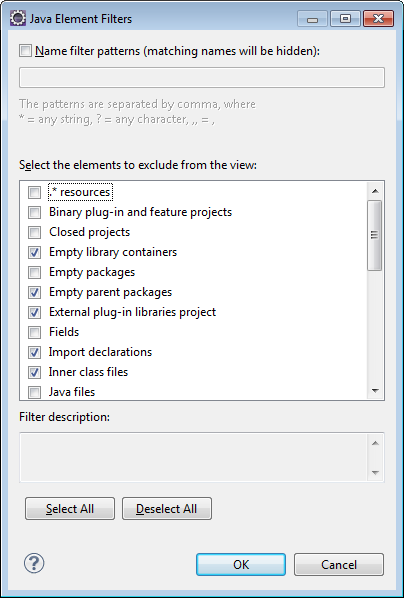 Java Element Filters
Name filter patterns (matching names will be hidden):
The patterns are separated by comma, where
* = any string, ? = any character, ,, = ,
Select the elements to exclude from the view:
.* resources
Binary plug-in and feature projects
Closed projects
Empty library containers
Empty packages
Empty parent packages
External plug-in libraries project
Fields
Import declarations
Inner class files
Java files
Filter description:
Select All
Deselect All
?
OK
Cancel